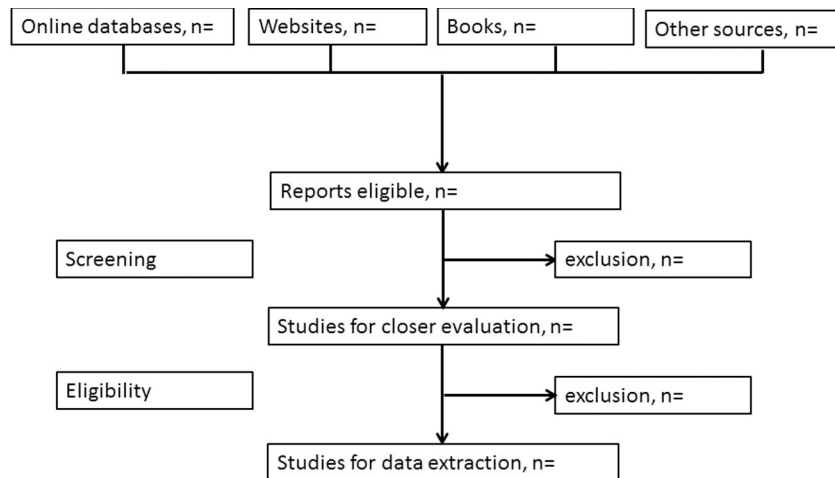 Online databases, n=
Websites, n=
Books, n=
Other sources, n=
Reports eligible, n=
Screening
exclusion, n=
Studies for closer evaluation, n=
Eligibility
exclusion, n=
Studies for data extraction, n=